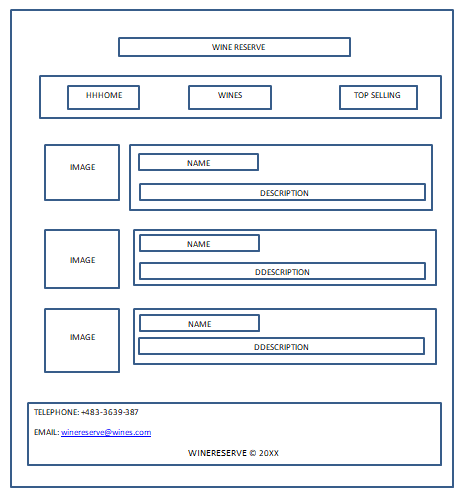 WINE RESERVE
HHHOME WINES TOP SELLING
IMAGE
NAME
DESCRIPTION
IMAGE
NAME
DDESCRIPTION
IMAGE
NAME
DDESCRIPTION
TELEPHONE: +483-3639-387
EMAIL: winereserve@wines.com
WINERESERVE © 20XX